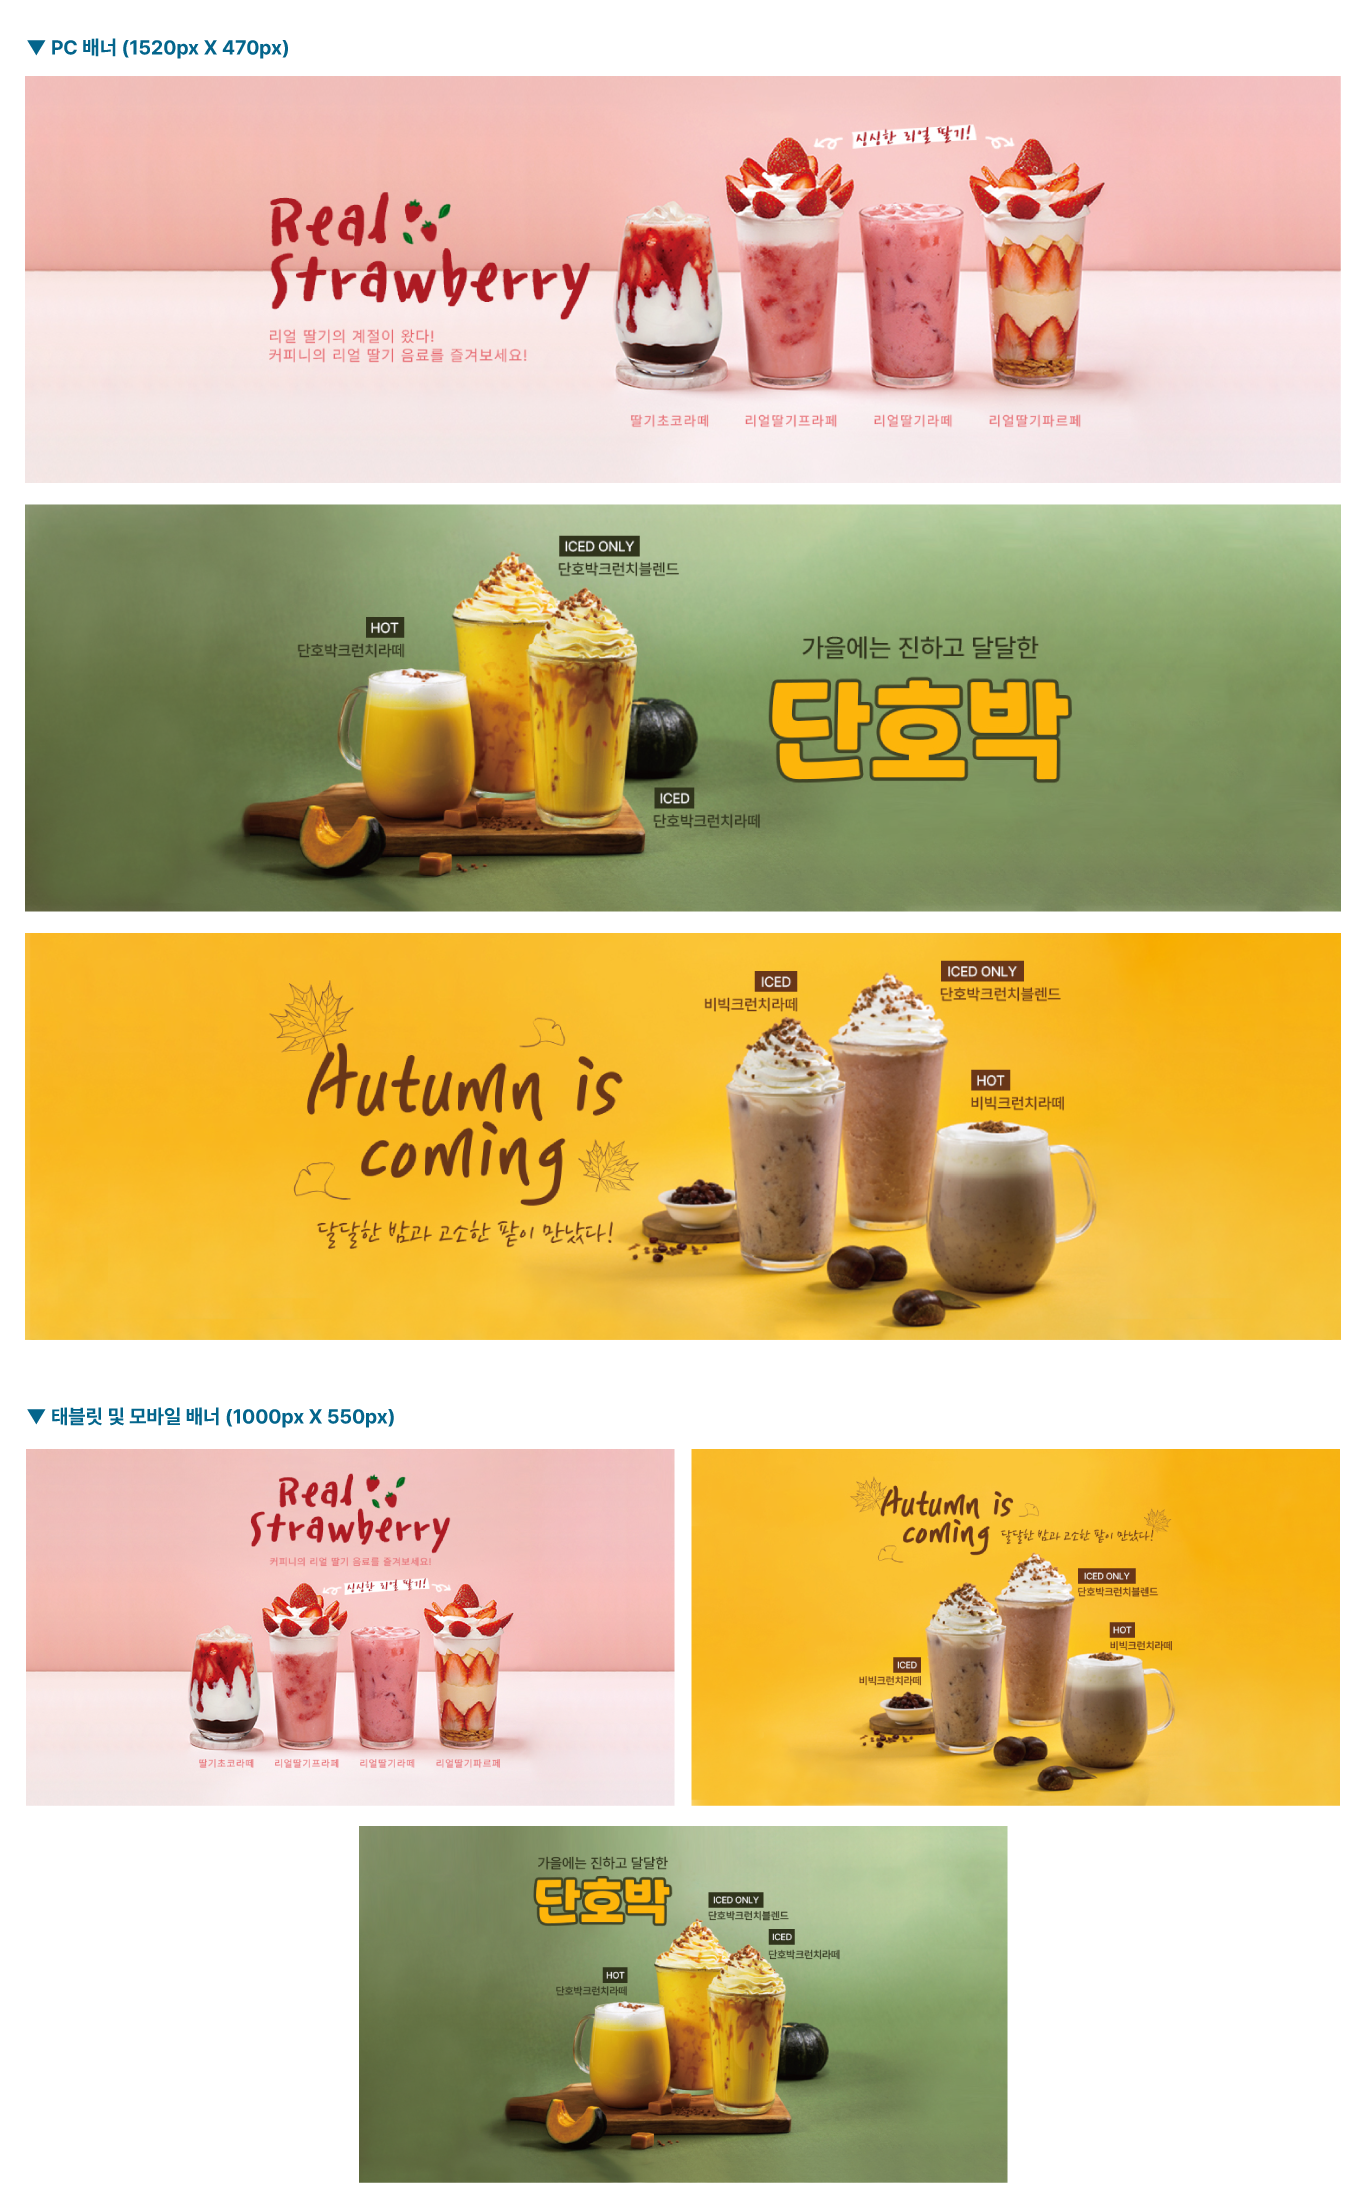 ▼ PC 배너 (1520px X 470px)
싱싱한 리얼 딸기!
Real
Strawberry
리얼 딸기의 계절이 왔다!
커피니의 리얼 딸기 음료를 즐겨보세요!
딸기초코라떼
리얼딸기프라페
리얼딸기라떼
리얼딸기파르페
ICED ONLY
단호박크런치블렌드
HOT
단호박크런치라떼
가을에는 진하고 달달한
단호박
ICED
단호박크런치라떼
Autumn is
coming
달달한 밤과 고소한 팥이 만났다!
ICED
비빅크런치라떼
ICED ONLY
단호박크런치블렌드
HOT
비빅크런치라떼
▼ 태블릿 및 모바일 배너 (1000px X 550px)
Real
Strawberry
커피니의 리얼 딸기 음료를 즐겨보세요!
싱싱한 리얼 딸기!
딸기초코라떼
리얼딸기프라페
리얼딸기라떼
리얼딸기파르페
Autumn is
coming
달달한 밤과 고소한 팥이 만났다!
ICED ONLY
단호박크런치블렌드
HOT
비빅크런치라떼
ICED
비빅크런치라떼
가을에는 진하고 달달한
단호박
ICED ONLY
단호박크런치블렌드
ICED
단호박크런치라떼
HOT
단호박크런치라떼